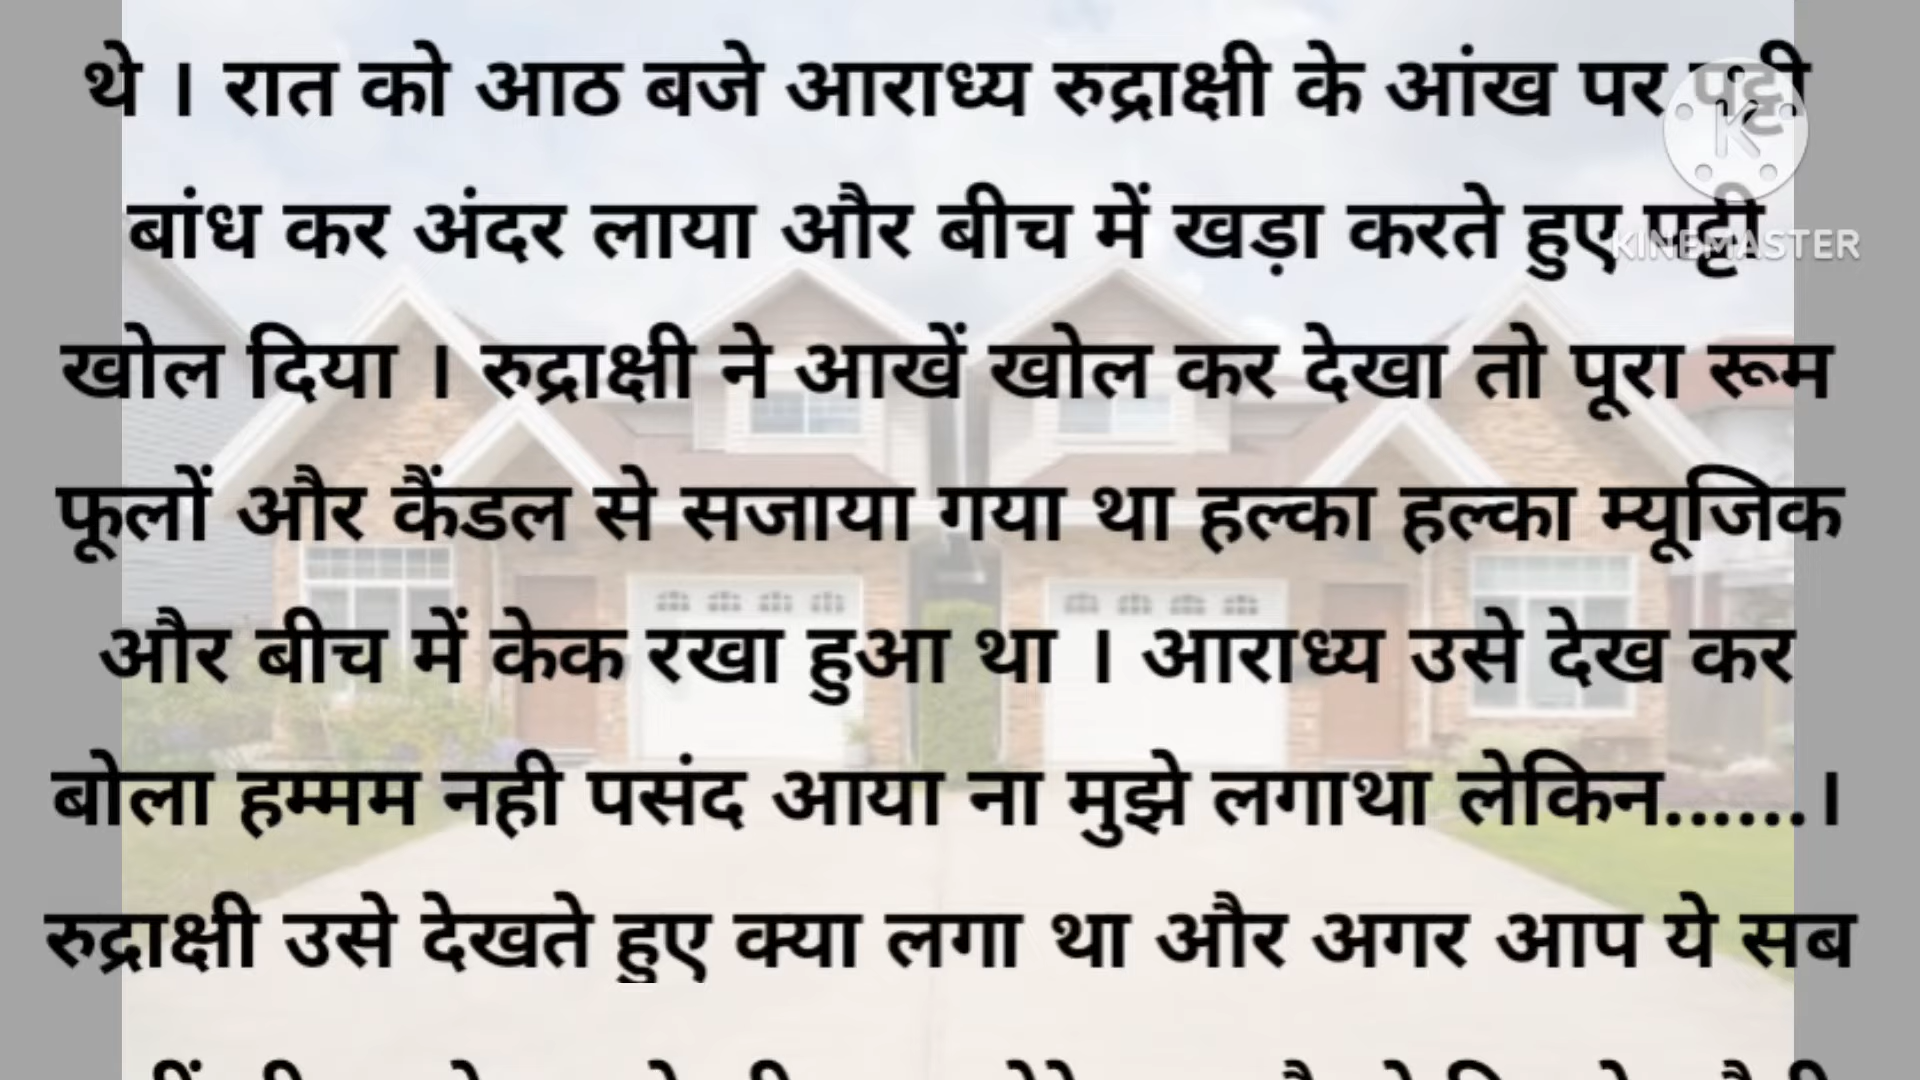 थे । रात को आठ बजे आराध्य रुद्राक्षी के आंख पर पट्टी
बांध कर अंदर लाया और बीच में खड़ा करते हुए पट्टी
KINEMASTER
खोल दिया । रुद्राक्षी ने आखें खोल कर देखा तो पूरा रूम
फूलों और कैंडल से सजाया गया था हल्का हल्का म्यूजिक
और बीच में केक रखा हुआ था । आराध्य उसे देख कर
बोला हम्मम नही पसंद आया ना मुझे लगाथा लेकिन......।
रुद्राक्षी उसे देखते हुए क्या लगा था और अगर आप ये सब